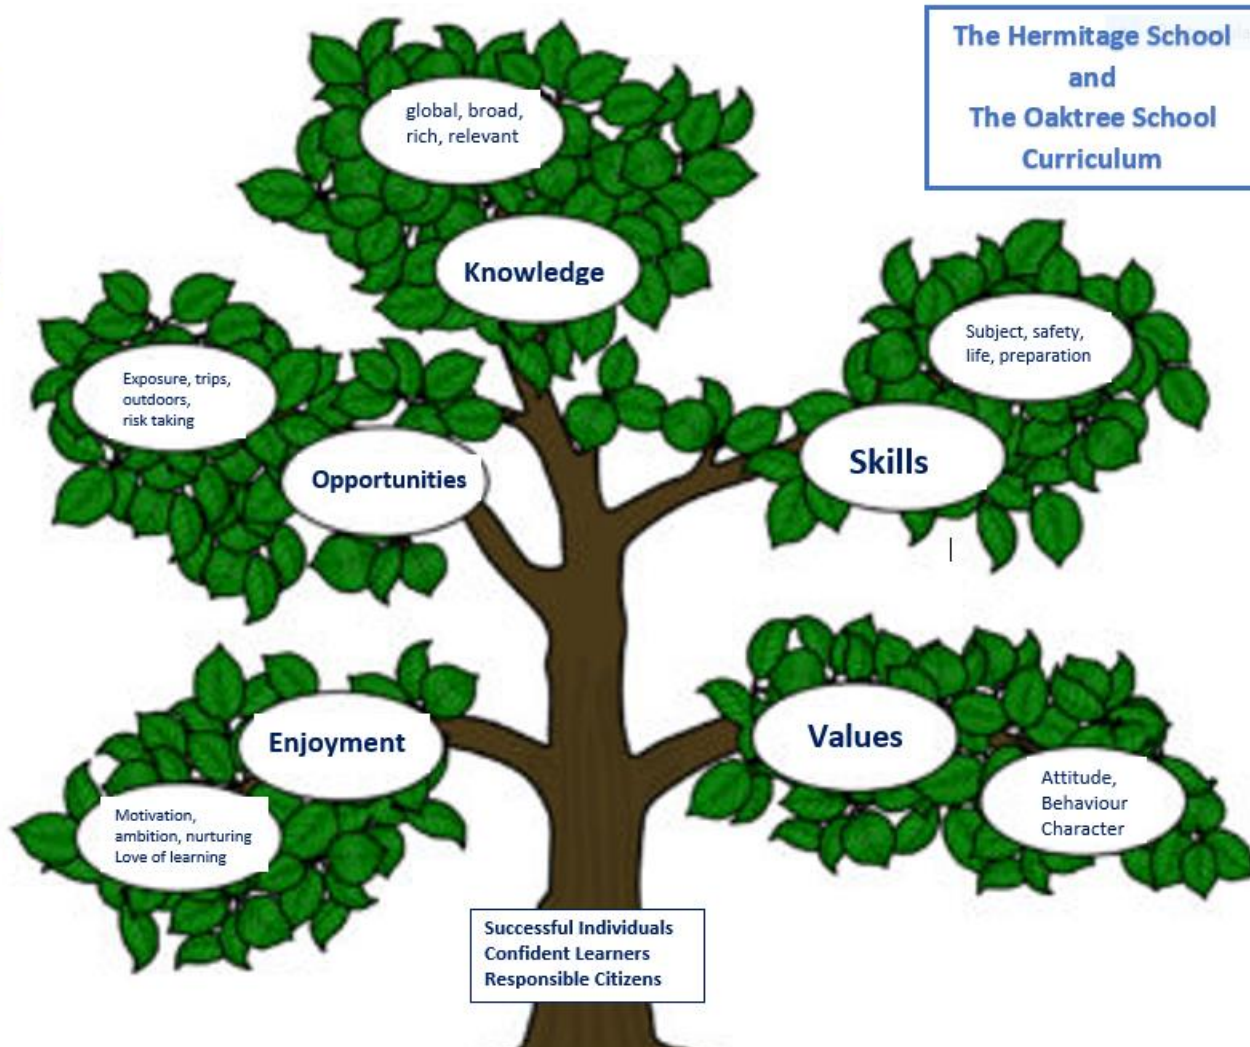 The Hermitage School
and
The Oaktree School
Curriculum
global, broad,
rich, relevant
Knowledge
Subject, safety,
life, preparation
Skills
Exposure, trips,
outdoors,
risk taking
Opportunities
Enjoyment
Motivation,
ambition, nurturing
Love of learning
Values
Attitude,
Behaviour
Character
Successful Individuals
Confident Learners
Responsible Citizens